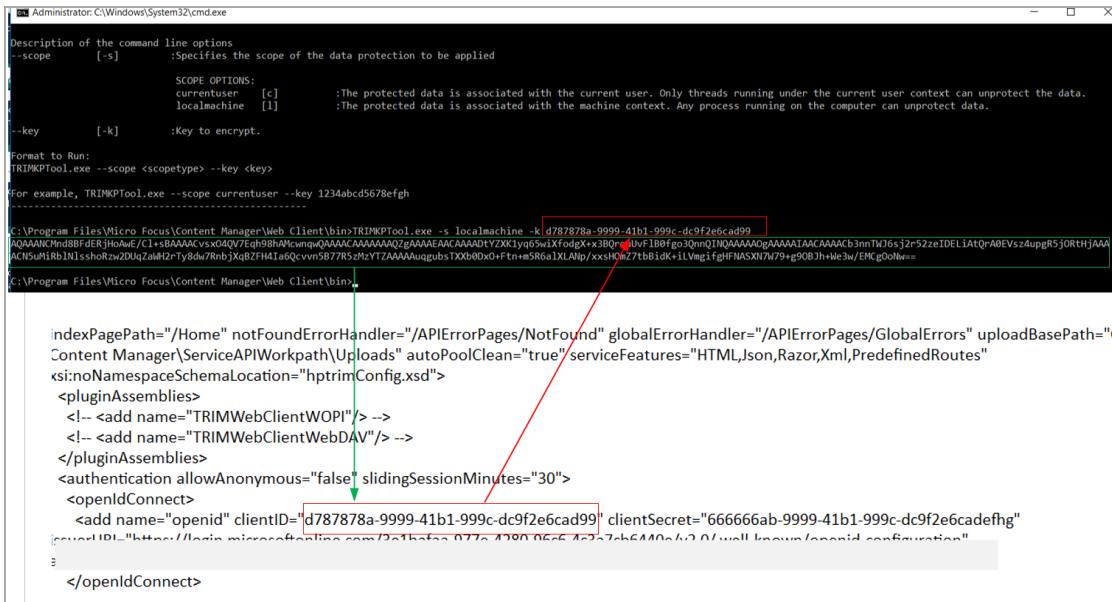 Administrator: C:\Windows\System32\cmd.exe
Description of the command line options
--scope [-s] :Specifies the scope of the data protection to be applied
SCOPE OPTIONS:
currentuser [c] :The protected data is associated with the current user. Only threads running under the current user context can unprotect the data.
localmachine [l] :The protected data is associated with the machine context. Any process running on the computer can unprotect data.
--key [-k] :Key to encrypt.
Format to Run:
TRIMKPTool.exe --scope <scopetype> --key <key>
For example, TRIMKPTool.exe --scope currentuser --key 1234abcd5678efgh
--------------------------------------------------
C:\Program Files\Micro Focus\Content Manager\Web Client\bin>TRIMKPTool.exe -s localmachine -k d787878a-9999-41b1-999c-dc9f2e6cad99
C:\Program Files\Micro Focus\Content Manager\Web Client\bin>
indexPagePath="/Home" notFoundErrorHandler="/APIErrorPages/NotFound" globalErrorHandler="/APIErrorPages/GlobalErrors" uploadBasePath="
Content Manager\ServiceAPIWorkpath\Uploads" autoPoolClean="true" serviceFeatures="HTML,Json,Razor,Xml,PredefinedRoutes"
xsi:noNamespaceSchemaLocation="hptrimConfig.xsd">
<pluginAssemblies>
<!-- <add name="TRIMWebClientWOPI"/> -->
<!-- <add name="TRIMWebClientWebDAV"/> -->
</pluginAssemblies>
<authentication allowAnonymous="false" slidingSessionMinutes="30">
<openIdConnect>
<add name="openid" clientID="d787878a-9999-41b1-999c-dc9f2e6cad99" clientSecret="666666ab-9999-41b1-999c-dc9f2e6cadefhg"
</openIdConnect>